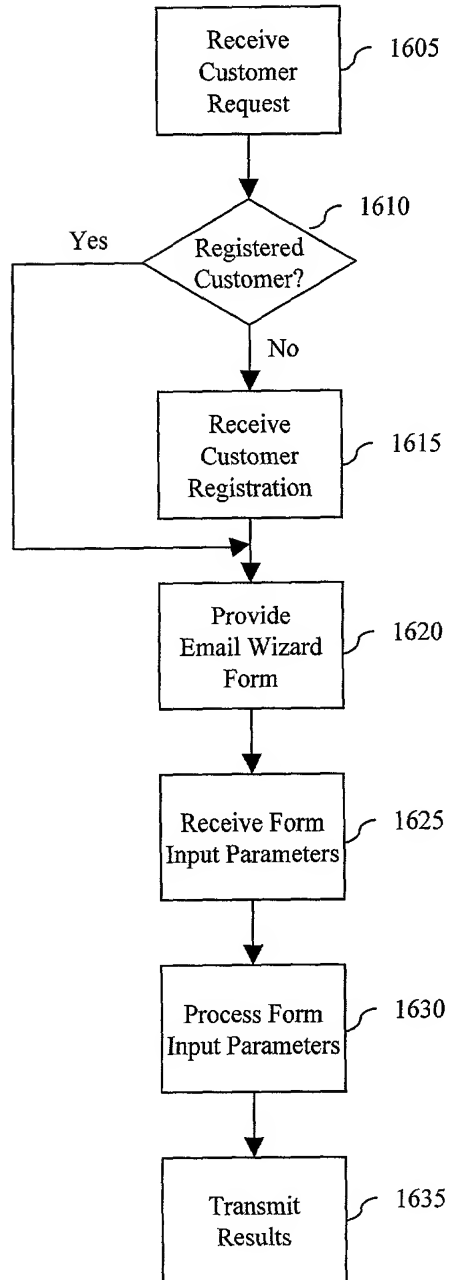 Receive
Customer
Request
1605
1610
Yes
Registered
Customer?
No
Receive
Customer
Registration
1615
Provide
Email Wizard
Form
1620
Receive Form
Input Parameters
1625
Process Form
Input Parameters
1630
Transmit
Results
1635